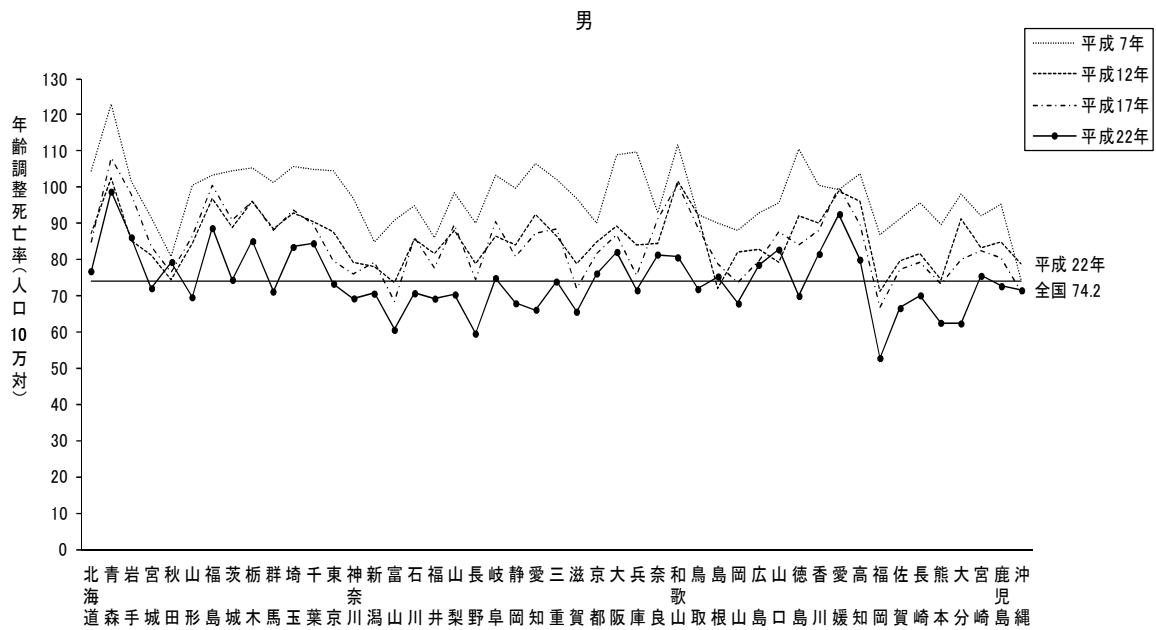 男
平成 7年
平成12年
平成17年
平成22年
年齢調整死亡率(人口10万対)
130
120
110
100
90
80
70
60
50
40
30
20
10
0
平成 22年
全国 74.2
北海道 青森 岩手 宮城 秋田 山形 福島 茨城 栃木 群馬 埼玉 千葉 東京 神奈川 新潟 富山 石川 福井 山梨 長野 岐阜 静岡 愛知 三重 滋賀 京都 大阪 兵庫 奈良 和歌山 鳥取 島根 岡山 広島 山口 徳島 香川 愛媛 高知 福岡 佐賀 長崎 熊本 大分 宮崎 鹿児島 沖縄